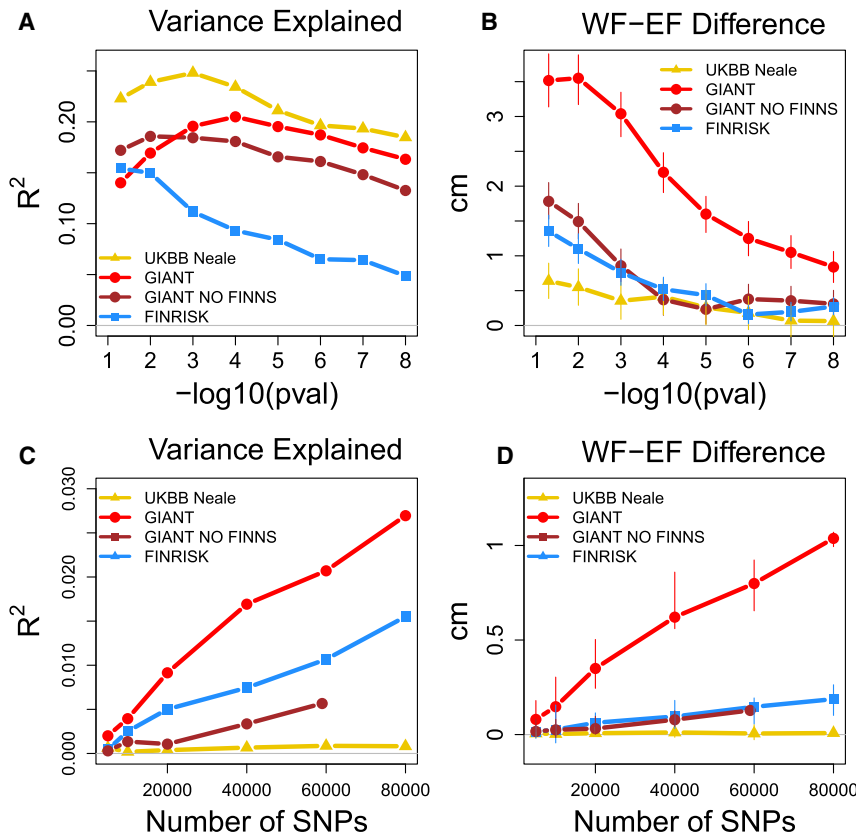 A
Variance Explained
R2
0.00
0.10
0.20
UKBB Neale
GIANT
GIANT NO FINNS
FINRISK
1 2 3 4 5 6 7 8
−log10(pval)
B
WF−EF Difference
cm
0
1
2
3
UKBB Neale
GIANT
GIANT NO FINNS
FINRISK
1 2 3 4 5 6 7 8
−log10(pval)
C
Variance Explained
R2
0.000
0.010
0.020
0.030
UKBB Neale
GIANT
GIANT NO FINNS
FINRISK
20000 40000 60000 80000
Number of SNPs
D
WF−EF Difference
cm
0
0.5
1
UKBB Neale
GIANT
GIANT NO FINNS
FINRISK
20000 40000 60000 80000
Number of SNPs